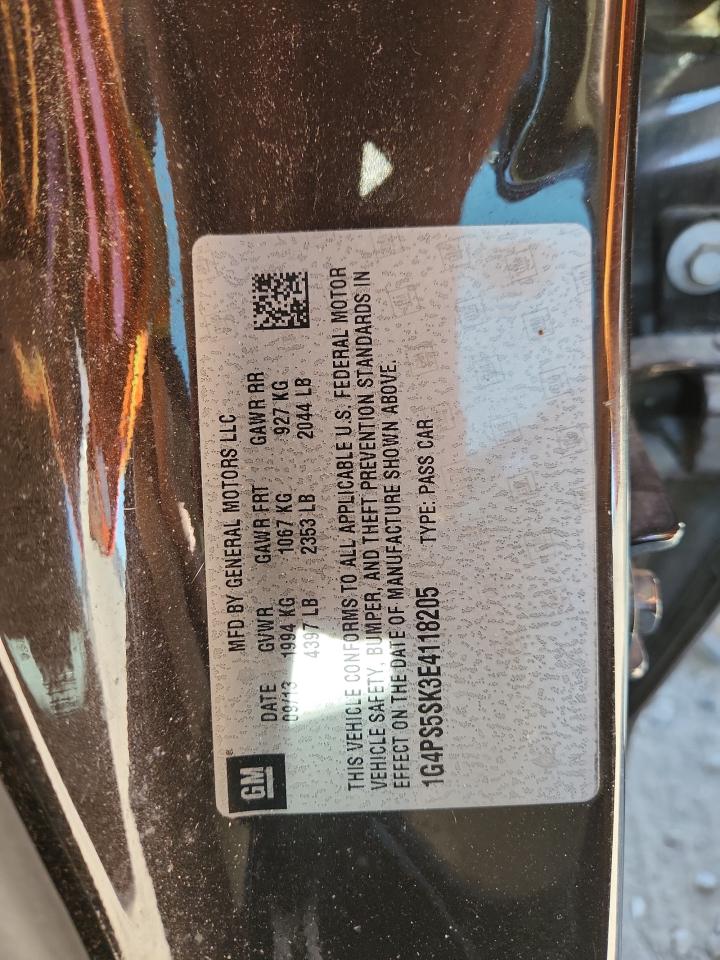 GM
MFD BY GENERAL MOTORS LLC
DATE GVWR GAWR FRT GAWR RR
09/13 1994 KG 1067 KG 927 KG
4397 LB 2353 LB 2044 LB
THIS VEHICLE CONFORMS TO ALL APPLICABLE U.S. FEDERAL MOTOR
VEHICLE SAFETY, BUMPER, AND THEFT PREVENTION STANDARDS IN
EFFECT ON THE DATE OF MANUFACTURE SHOWN ABOVE.
1G4PS5SK3E4118205 TYPE: PASS CAR